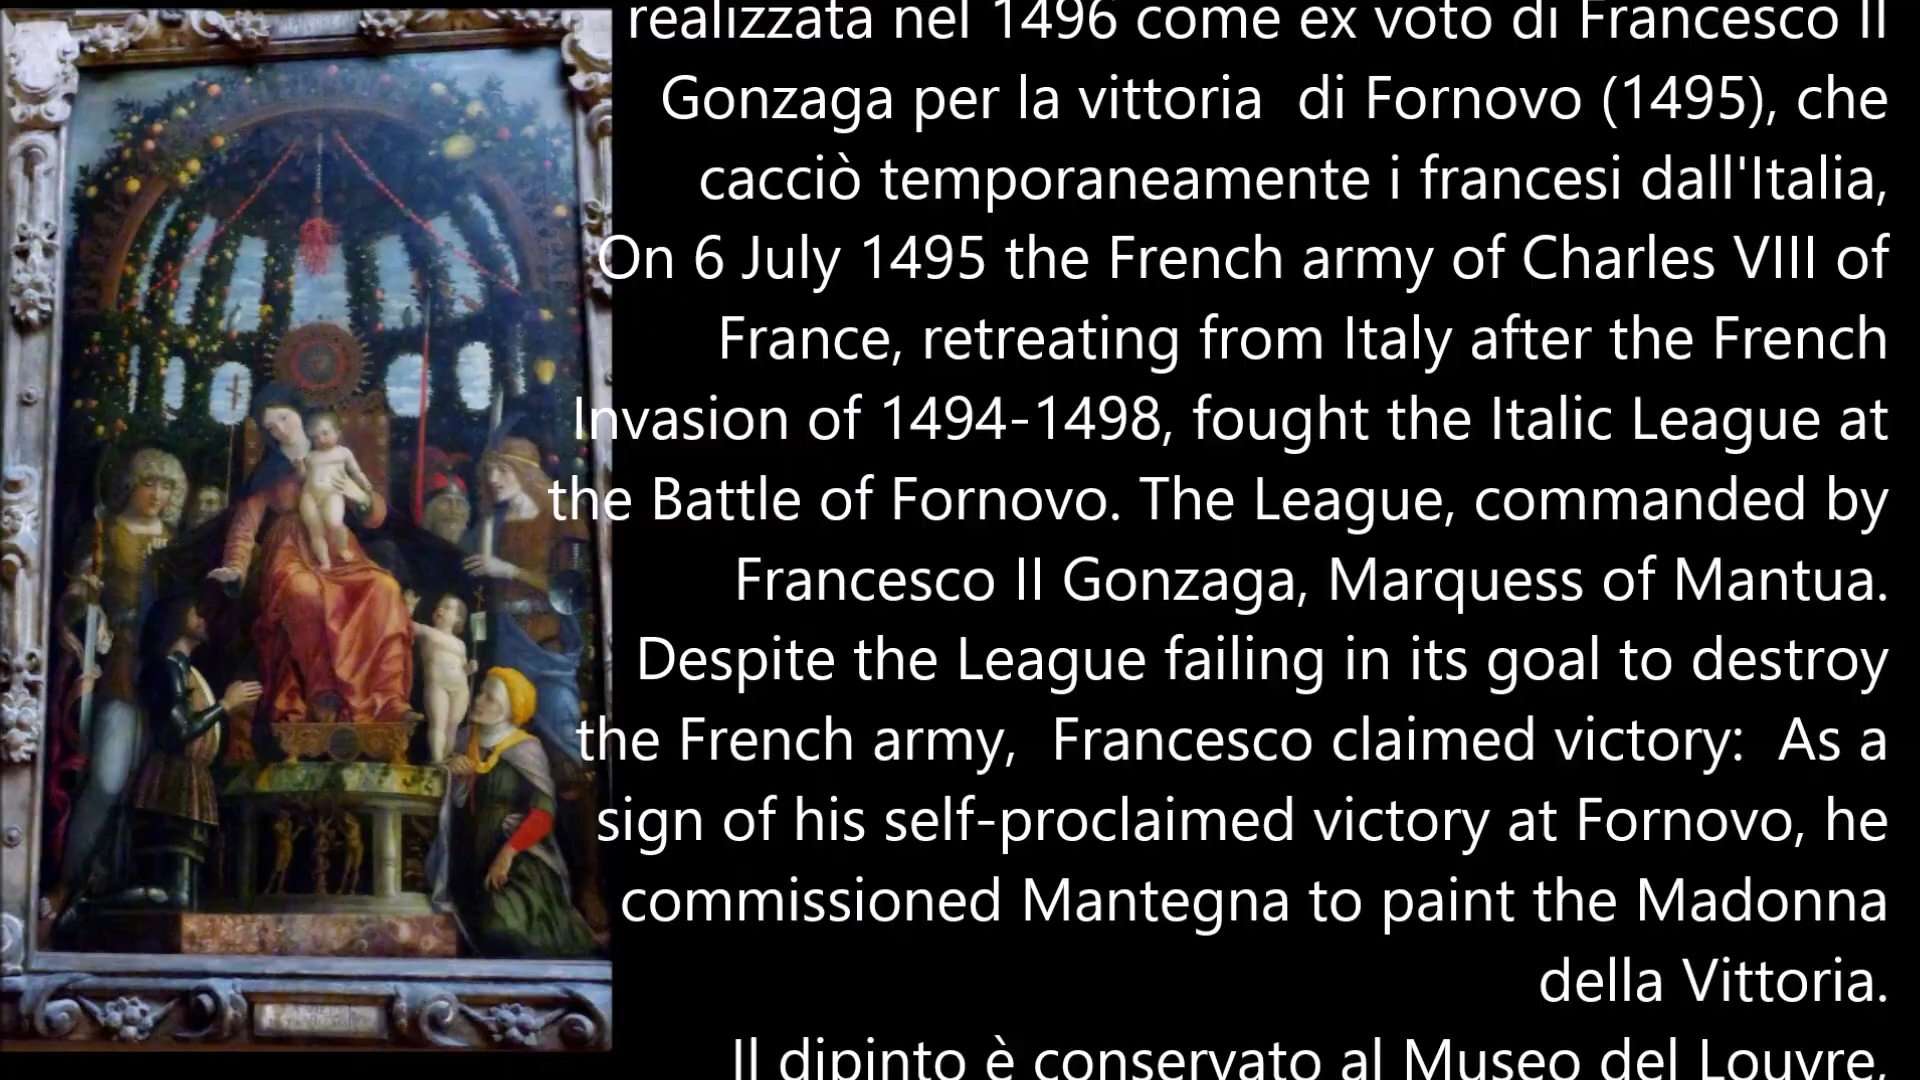 realizzata nel 1496 come ex voto di Francesco II
Gonzaga per la vittoria  di Fornovo (1495), che
cacciò temporaneamente i francesi dall'Italia,
On 6 July 1495 the French army of Charles VIII of
France, retreating from Italy after the French
Invasion of 1494-1498, fought the Italic League at
the Battle of Fornovo. The League, commanded by
Francesco II Gonzaga, Marquess of Mantua.
Despite the League failing in its goal to destroy
the French army,  Francesco claimed victory:  As a
sign of his self-proclaimed victory at Fornovo, he
commissioned Mantegna to paint the Madonna
della Vittoria.
Il dipinto è conservato al Museo del Louvre,